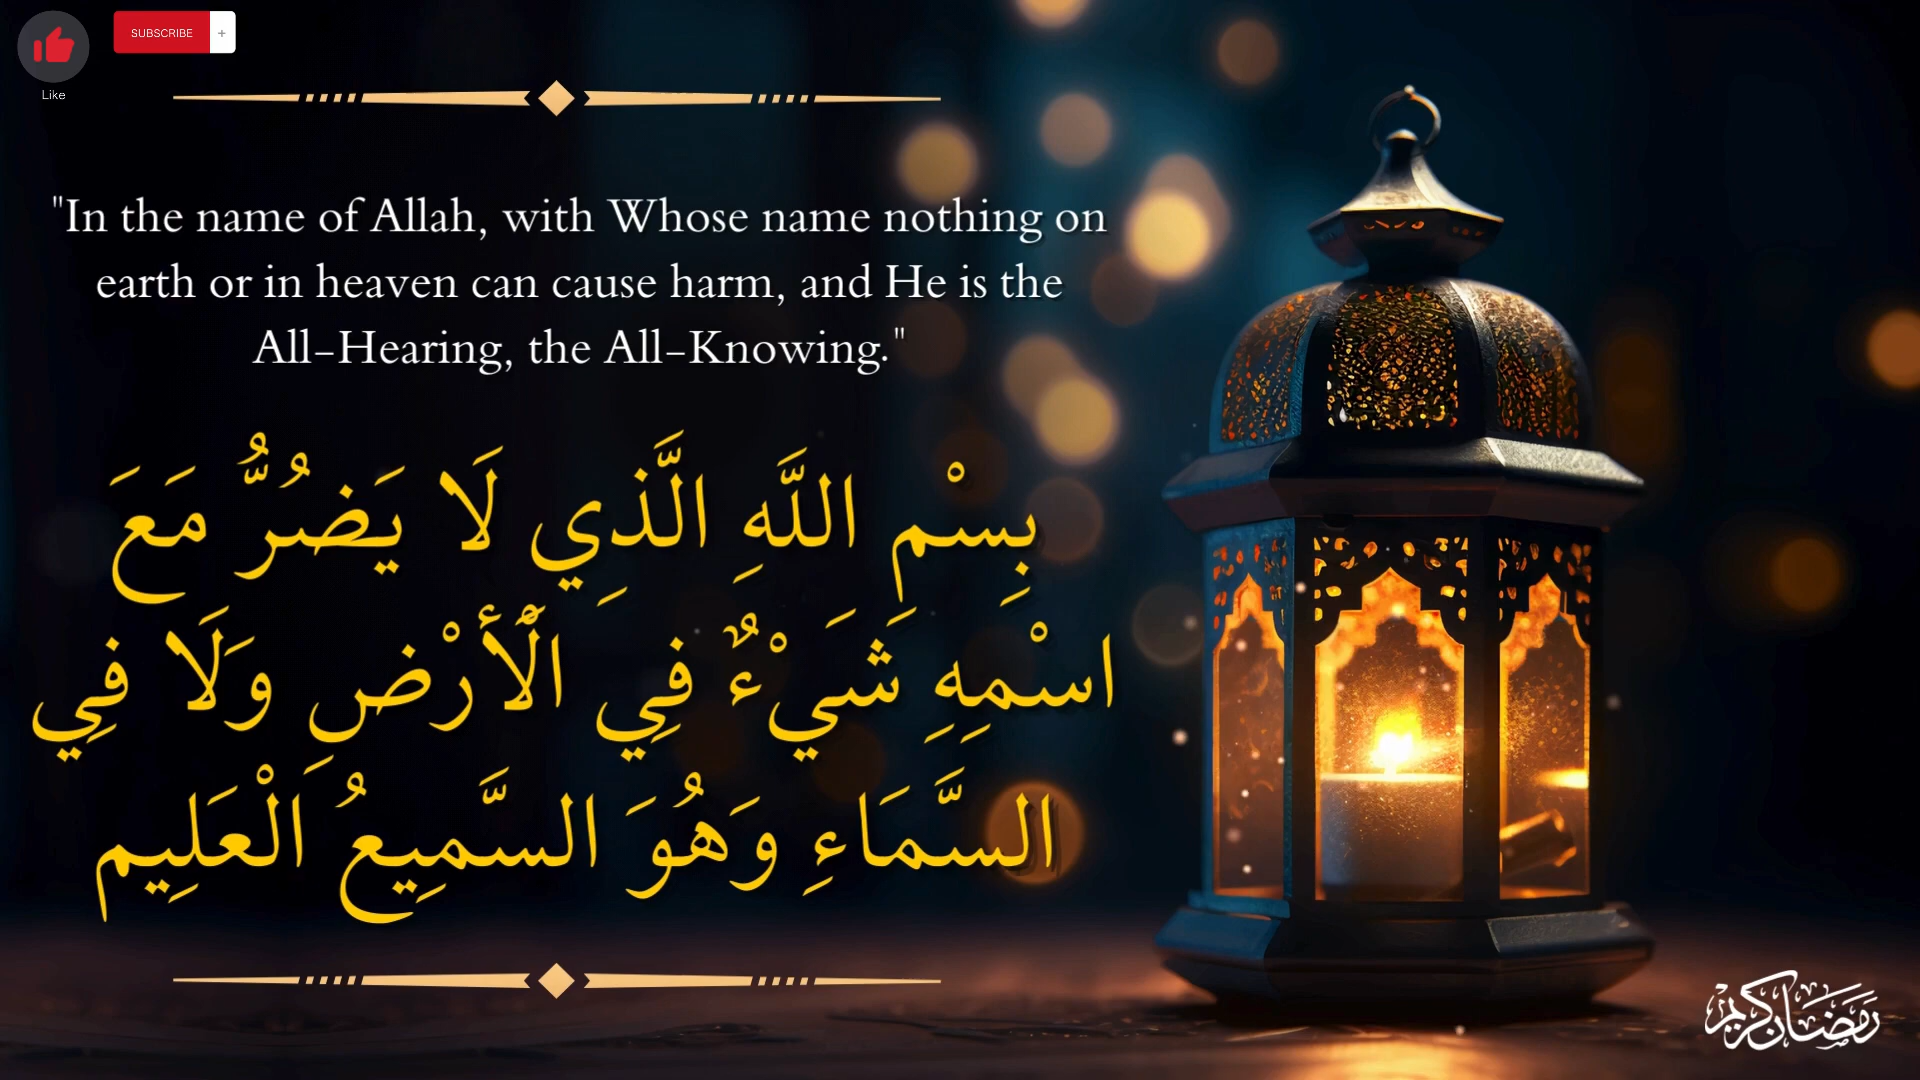 Like
SUBSCRIBE +
"In the name of Allah, with Whose name nothing on
earth or in heaven can cause harm, and He is the
All-Hearing, the All-Knowing."
بِسْمِ اللَّهِ الَّذِي لَا يَضُرُّ مَعَ
اسْمِهِ شَيْءٌ فِي الْأَرْضِ وَلَا فِي
السَّمَاءِ وَهُوَ السَّمِيعُ الْعَلِيم
رمضان كريم